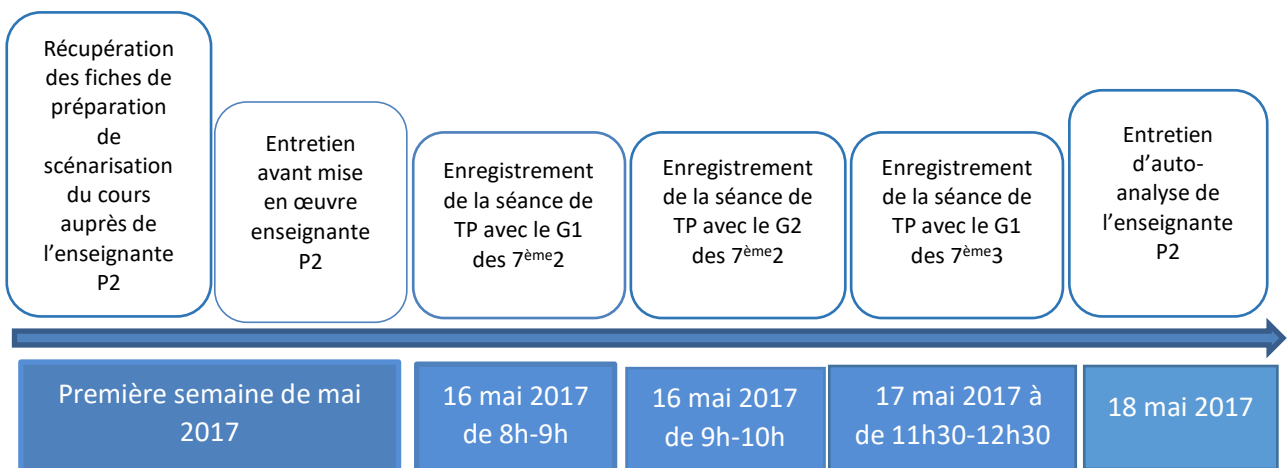 Récupération
des fiches de
préparation
de
scénarisation
du cours
auprès de
l’enseignante
P2
Entretien
avant mise
en œuvre
enseignante
P2
Enregistrement
de la séance de
TP avec le G1
des 7ème2
Enregistrement
de la séance de
TP avec le G2
des 7ème2
Enregistrement
de la séance de
TP avec le G1
des 7ème3
Entretien
d’auto-
analyse de
l’enseignante
P2
Première semaine de mai
2017
16 mai 2017
de 8h-9h
16 mai 2017
de 9h-10h
17 mai 2017 à
de 11h30-12h30
18 mai 2017